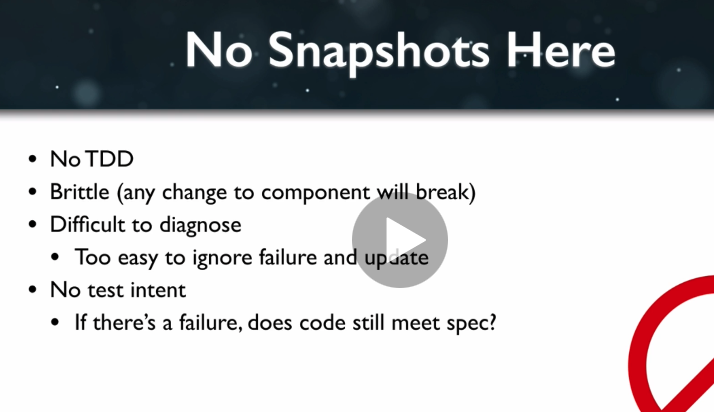 No Snapshots Here
• No TDD
• Brittle (any change to component will break)
• Difficult to diagnose
• Too easy to ignore failure and update
• No test intent
• If there's a failure, does code still meet spec?